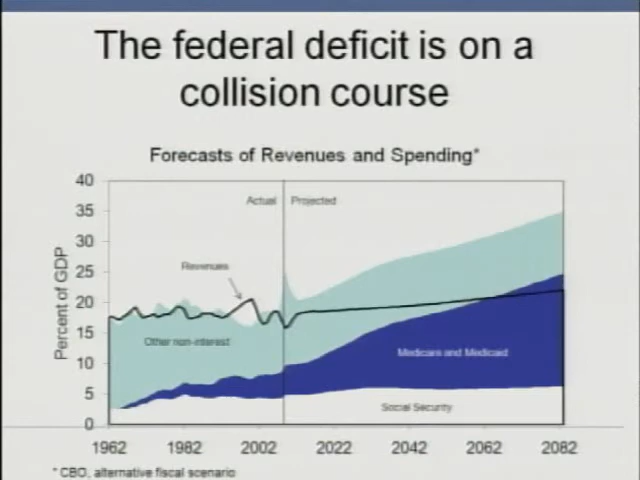 The federal deficit is on a
collision course
Forecasts of Revenues and Spending*
40
35
30
25
20
15
10
5
0
Percent of GDP
Actual
Projected
Revenues
Other non-interest
Medicare and Medicaid
Social Security
1962 1982 2002 2022 2042 2062 2082
* CBO, alternative fiscal scenario